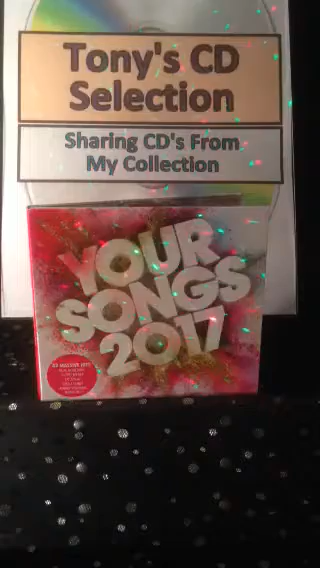 Tony's CD
Selection
Sharing CD's From
My Collection
YOUR
SONGS
2017